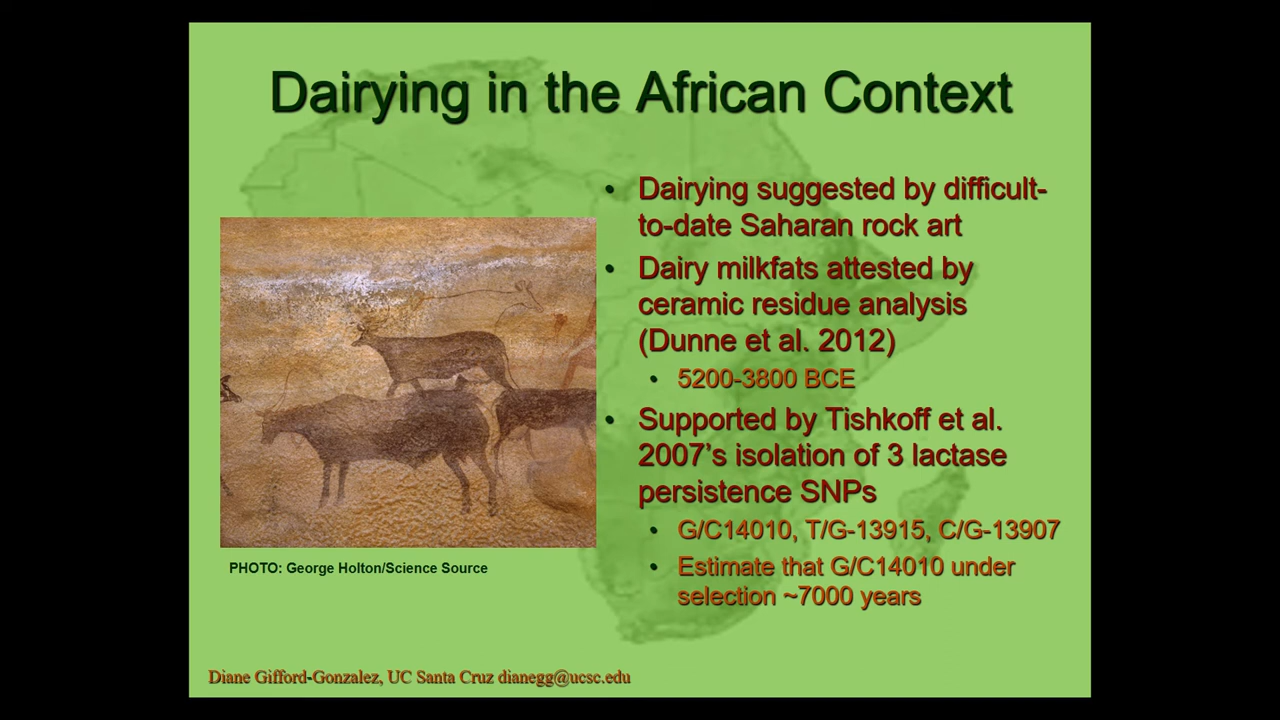 Dairying in the African Context
• Dairying suggested by difficult-
to-date Saharan rock art
• Dairy milkfats attested by
ceramic residue analysis
(Dunne et al. 2012)
• 5200-3800 BCE
• Supported by Tishkoff et al.
2007’s isolation of 3 lactase
persistence SNPs
• G/C14010, T/G-13915, C/G-13907
• Estimate that G/C14010 under
selection ~7000 years
PHOTO: George Holton/Science Source
Diane Gifford-Gonzalez, UC Santa Cruz dianegg@ucsc.edu